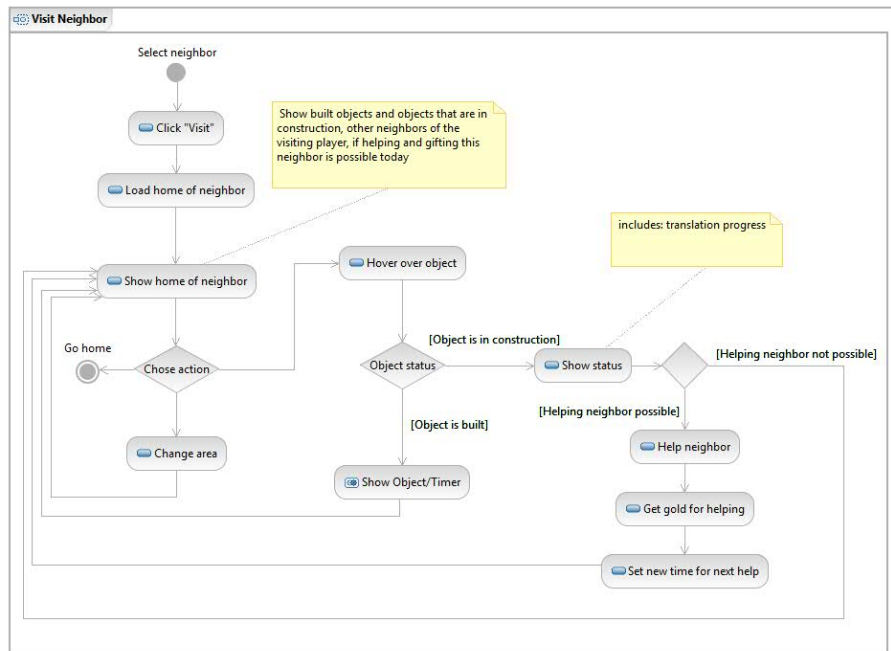 Visit Neighbor
Select neighbor
Click "Visit"
Load home of neighbor
Show built objects and objects that are in
construction, other neighbors of the
visiting player, if helping and gifting this
neighbor is possible today
includes: translation progress
Show home of neighbor
Hover over object
Go home
Chose action
Object status
[Object is in construction]
Show status
[Helping neighbor not possible]
[Helping neighbor possible]
[Object is built]
Change area
Show Object/Timer
Help neighbor
Get gold for helping
Set new time for next help